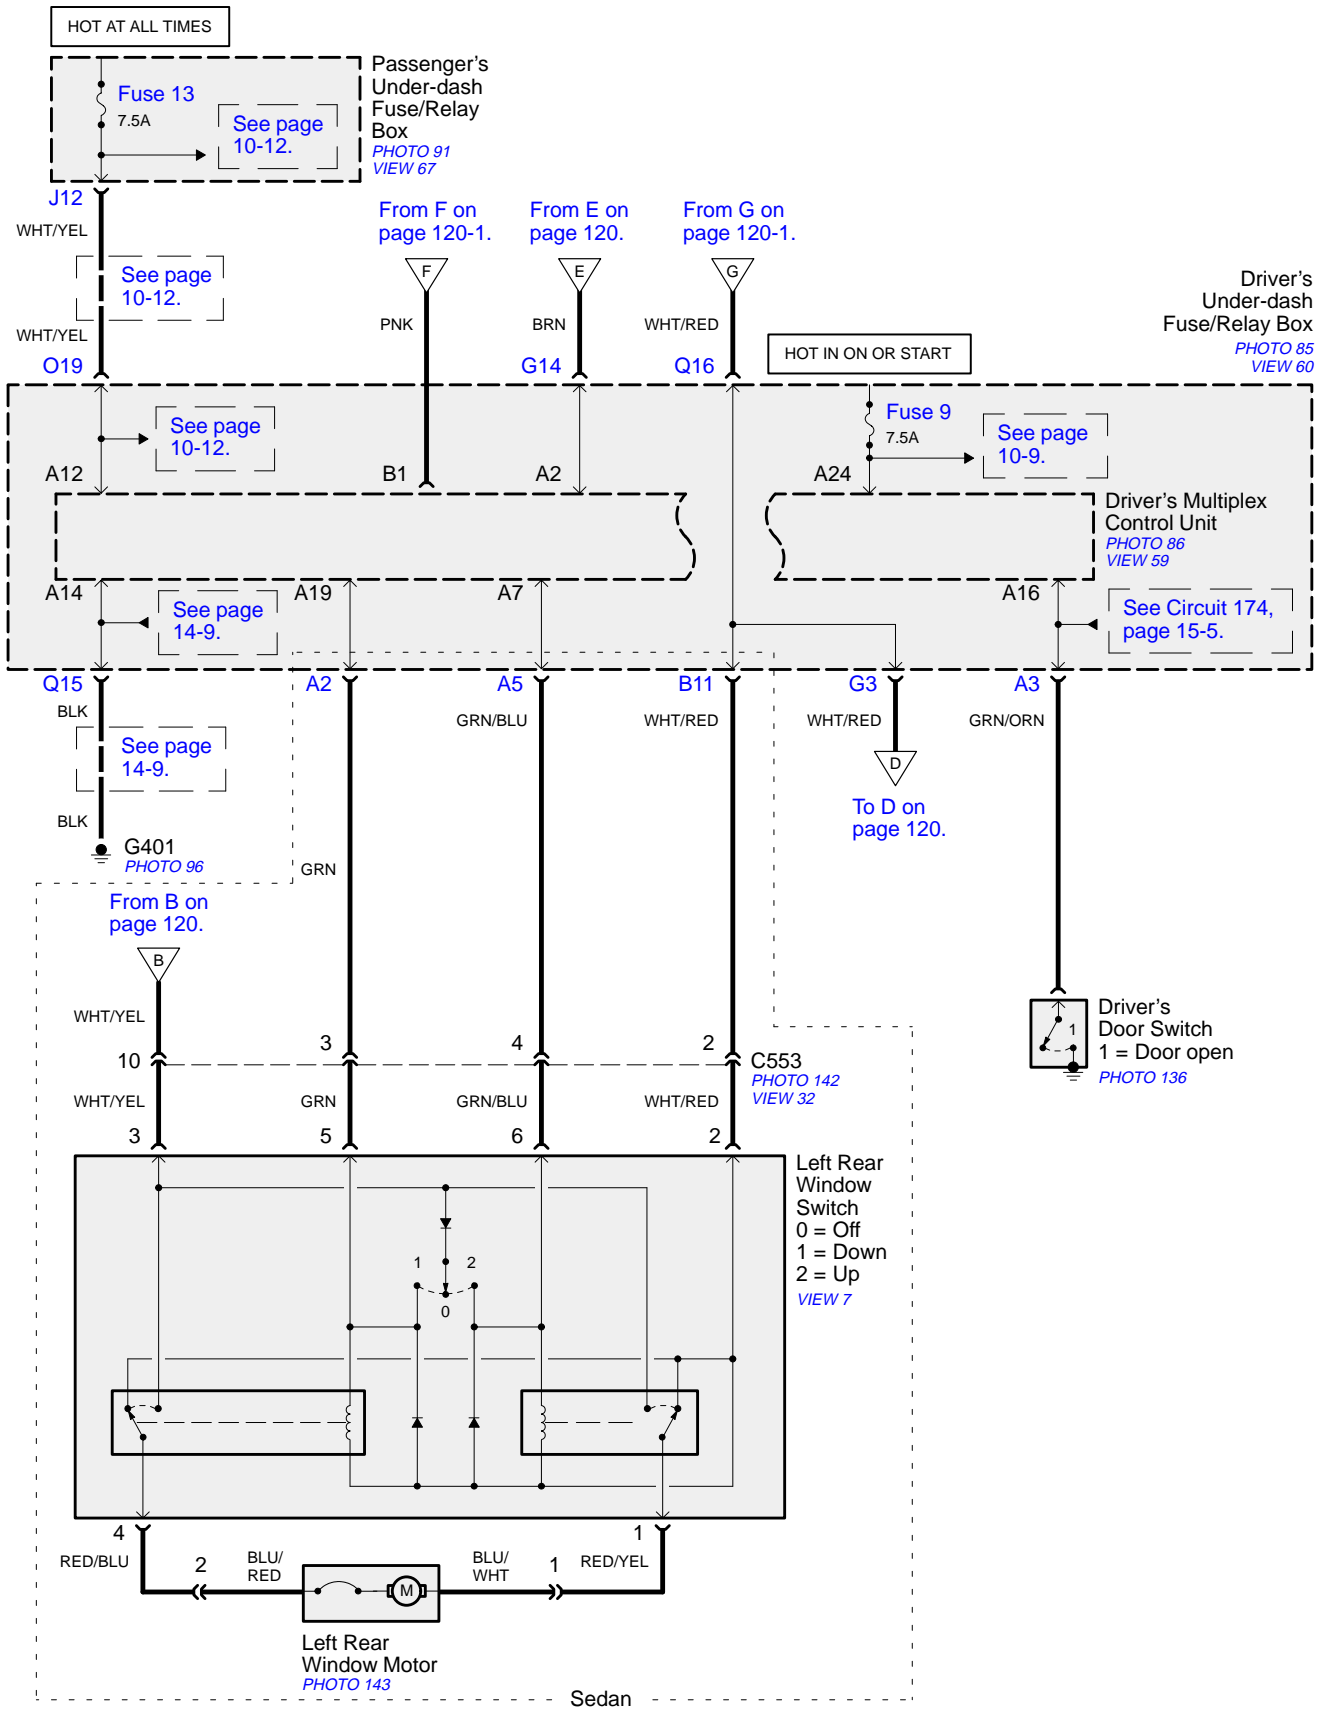 HOT AT ALL TIMES
Passenger's
Under-dash
Fuse/Relay
Box
PHOTO 91
VIEW 67
Fuse 13
7.5A
See page
10-12.
J12
WHT/YEL
See page
10-12.
WHT/YEL
O19
From F on
page 120-1.
F
PNK
From E on
page 120.
E
BRN
G14
From G on
page 120-1.
G
WHT/RED
Q16
HOT IN ON OR START
Driver's
Under-dash
Fuse/Relay Box
PHOTO 85
VIEW 60
See page
10-12.
Fuse 9
7.5A
See page
10-9.
A12
B1
A2
A24
Driver's Multiplex
Control Unit
PHOTO 86
VIEW 59
A14
A19
A7
A16
See page
14-9.
See Circuit 174,
page 15-5.
Q15
A2
A5
B11
G3
A3
BLK
GRN/BLU
WHT/RED
WHT/RED
GRN/ORN
See page
14-9.
D
To D on
page 120.
BLK
G401
PHOTO 96
GRN
From B on
page 120.
B
WHT/YEL
Driver's
Door Switch
1 = Door open
PHOTO 136
1
10
3
4
2
C553
PHOTO 142
VIEW 32
WHT/YEL
GRN
GRN/BLU
WHT/RED
3
5
6
2
Left Rear
Window
Switch
0 = Off
1 = Down
2 = Up
VIEW 7
1
2
0
4
1
RED/BLU
2
BLU/
RED
M
BLU/
WHT
1
RED/YEL
Left Rear
Window Motor
PHOTO 143
Sedan